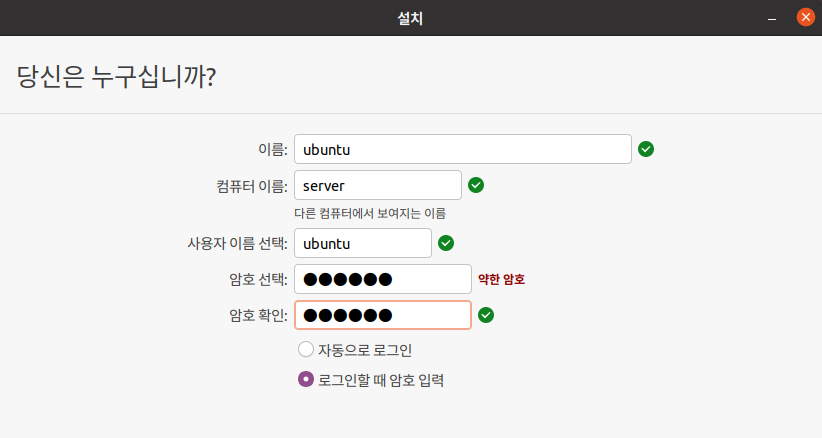 설치
당신은 누구십니까?
이름: ubuntu
컴퓨터 이름: server
다른 컴퓨터에서 보여지는 이름
사용자 이름 선택: ubuntu
암호 선택: ●●●●●● 약한 암호
암호 확인: ●●●●●●
자동으로 로그인
로그인할 때 암호 입력